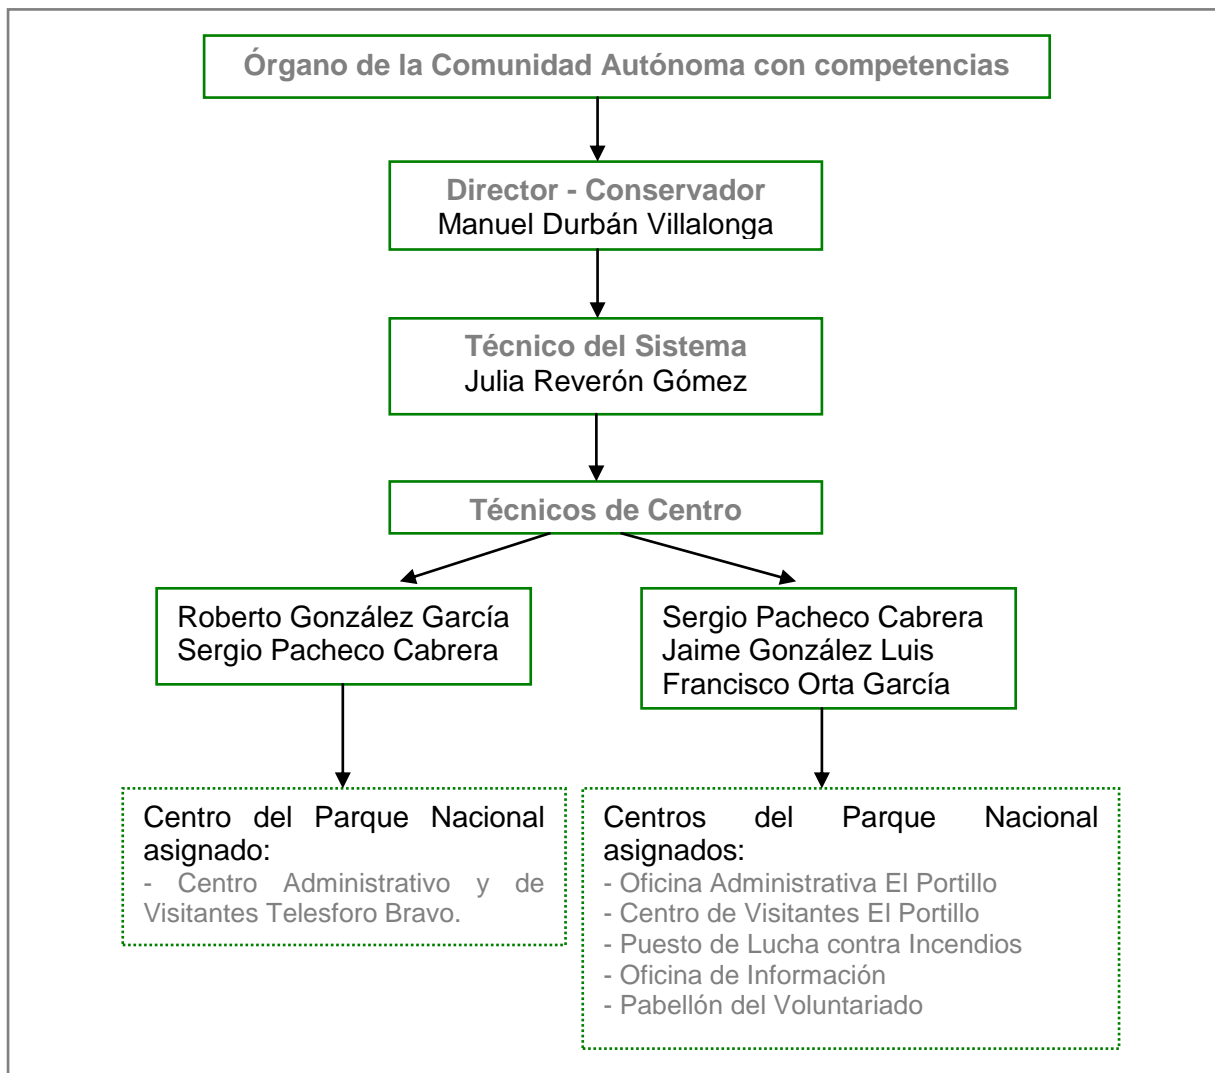 Órgano de la Comunidad Autónoma con competencias
Director - Conservador
Manuel Durbán Villalonga
Técnico del Sistema
Julia Reverón Gómez
Técnicos de Centro
Roberto González García
Sergio Pacheco Cabrera
Sergio Pacheco Cabrera
Jaime González Luis
Francisco Orta García
Centro del Parque Nacional
asignado:
- Centro Administrativo y de
Visitantes Telesforo Bravo.
Centros del Parque Nacional
asignados:
- Oficina Administrativa El Portillo
- Centro de Visitantes El Portillo
- Puesto de Lucha contra Incendios
- Oficina de Información
- Pabellón del Voluntariado